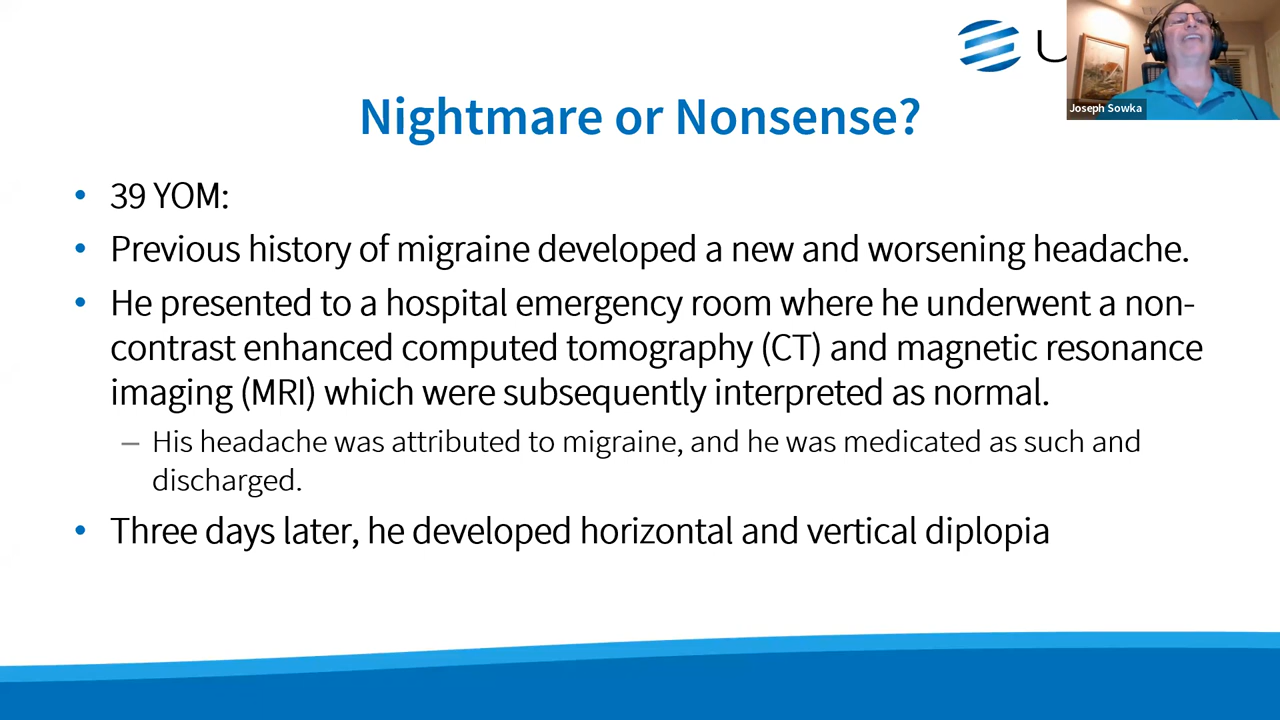 Joseph Sowka
Nightmare or Nonsense?
• 39 YOM:
• Previous history of migraine developed a new and worsening headache.
• He presented to a hospital emergency room where he underwent a non-
contrast enhanced computed tomography (CT) and magnetic resonance
imaging (MRI) which were subsequently interpreted as normal.
– His headache was attributed to migraine, and he was medicated as such and
discharged.
• Three days later, he developed horizontal and vertical diplopia